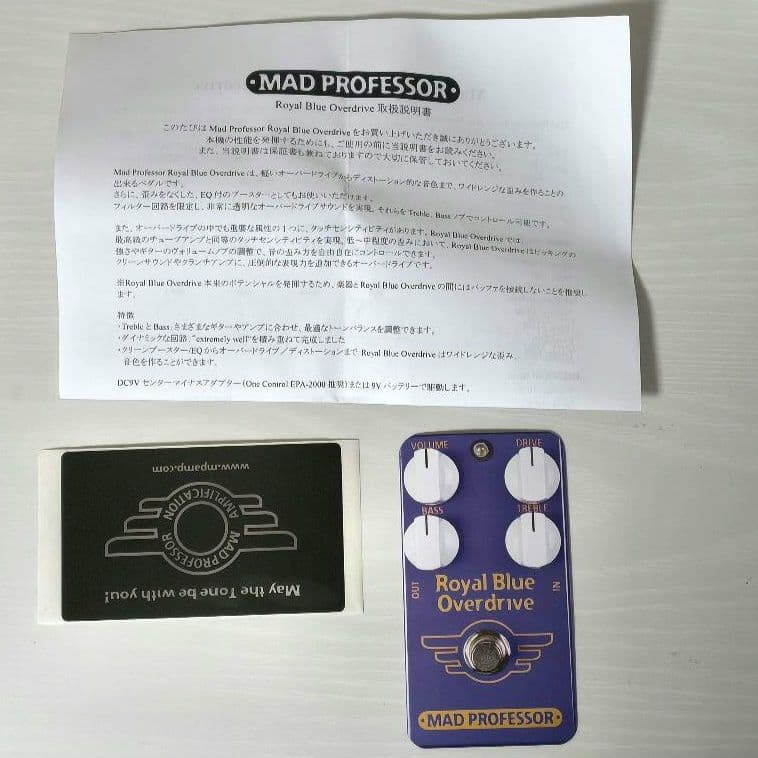 MAD PROFESSOR
Royal Blue Overdrive 取扱説明書
このたびは Mad Professor Royal Blue Overdrive をお買い上げいただき誠にありがとうございます。
本機の性能を発揮するためにも、ご使用の前に当説明書をお読みください。
また、当説明書は保証書も兼ねておりますので大切に保管しておいてください。
Mad Professor Royal Blue Overdrive は、軽いオーバードライブからディストーション的な音色まで、ワイドレンジな歪みを作ることの
出来るペダルです。
さらに、歪みをなくした、EQ 付のブースターとしてもお使いいただけます。
フィルター回路を限定し、非常に透明なオーバードライブサウンドを実現。それらを Treble、Bass ノブでコントロール可能です。
また、オーバードライブの中でも重要な属性の1つに、タッチセンシティビティがあります。Royal Blue Overdrive では
最高級のチューブアンプと同等のタッチセンシティビティを実現。低～中程度の歪みにおいて、Royal Blue Overdrive はピッキングの
強さやギターのヴォリュームノブの調整で、音の歪み方を自由自在にコントロールできます。
クリーンサウンドやクランチアンプに、圧倒的な表現力を追加できるオーバードライブです。
※Royal Blue Overdrive 本来のポテンシャルを発揮するため、楽器と Royal Blue Overdrive の間にはバッファを接続しないことを推奨し
ます。
特徴
・Treble と Bass:さまざまなギターやアンプに合わせ、最適なトーンバランスを調整できます。
・ダイナミックな回路:"extremely well"を積み重ねて完成しました
・クリーンブースター/EQ からオーバードライブ／ディストーションまで Royal Blue Overdrive はワイドレンジな歪み、
音色を作ることができます。
DC9V センターマイナスアダプター(One Control EPA-2000 推奨)または 9V バッテリーで駆動します。
May the Tone be with you!
MAD PROFESSOR
AMPLIFICATION
www.mpamp.com
VOLUME
DRIVE
BASS
TREBLE
OUT
IN
Royal Blue
Overdrive
MAD PROFESSOR